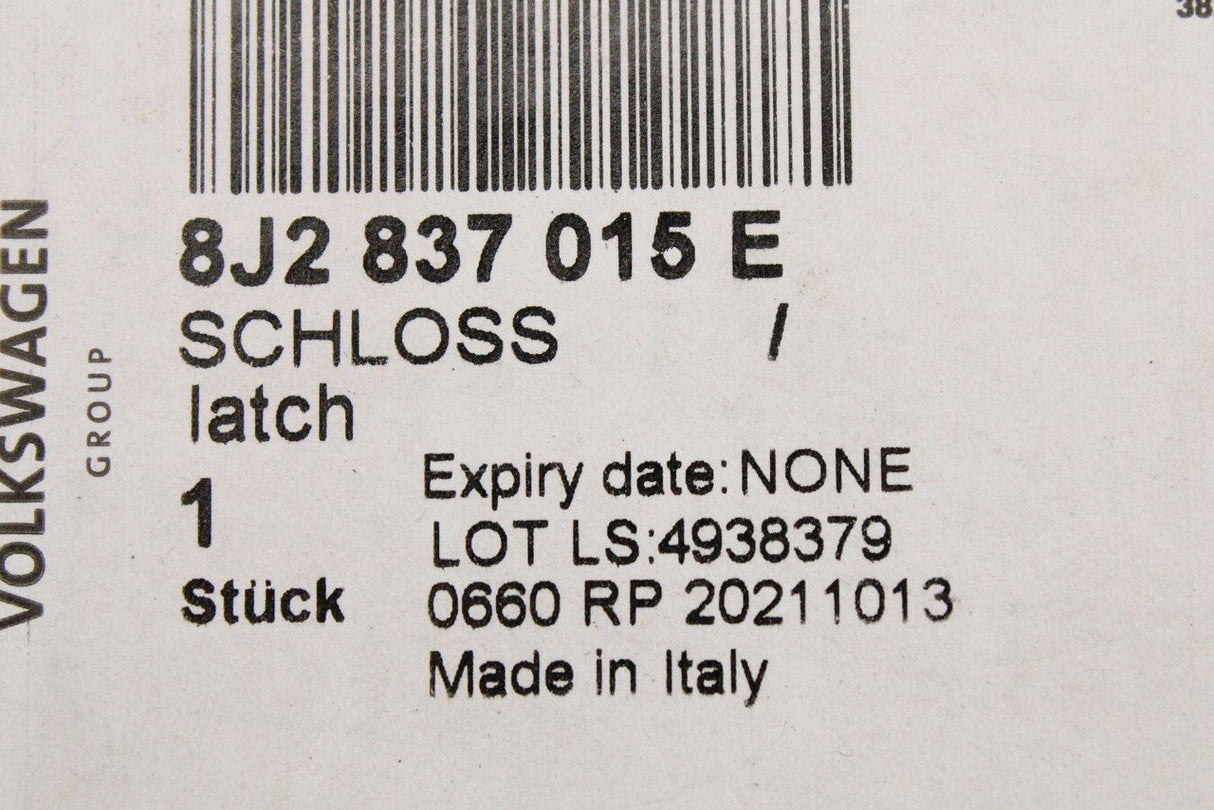 38
8J2 837 015 E
SCHLOSS /
latch
1
Stück
Expiry date:NONE
LOT LS:4938379
0660 RP 20211013
Made in Italy
VOLKSWAGEN
GROUP